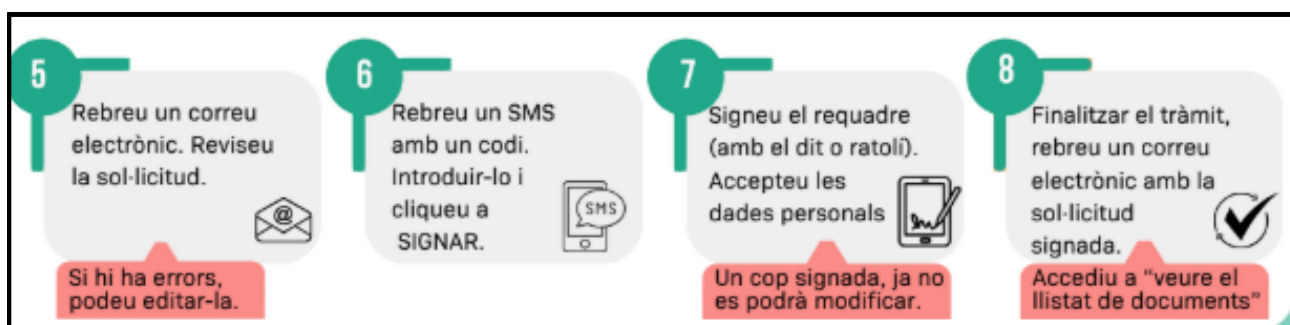 5
Rebreu un correu
electrònic. Reviseu
la sol·licitud.
@
Si hi ha errors,
podeu editar-la.
6
Rebreu un SMS
amb un codi.
Introduir-lo i
cliqueu a
SIGNAR.
SMS
7
Signeu el requadre
(amb el dit o ratolí).
Accepteu les
dades personals
Un cop signada, ja no
es podrà modificar.
8
Finalitzar el tràmit,
rebreu un correu
electrònic amb la
sol·licitud
signada.
Accediu a “veure el
llistat de documents”